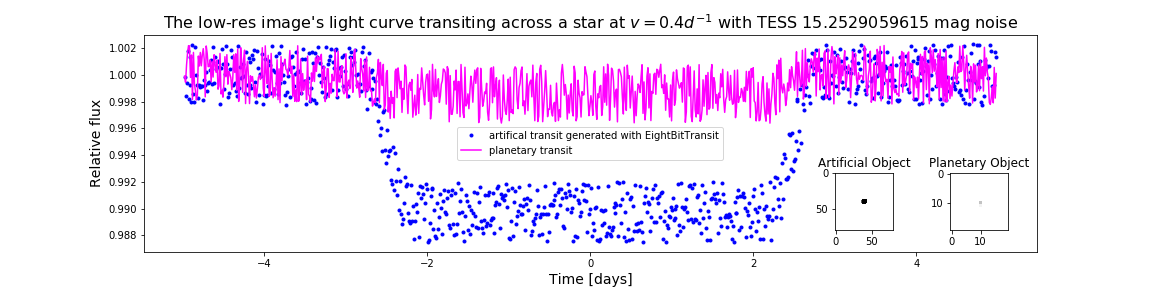 The low-res image's light curve transiting across a star at v = 0.4d⁻¹ with TESS 15.2529059615 mag noise
Relative flux
1.002
1.000
0.998
0.996
0.994
0.992
0.990
0.988
artifical transit generated with EightBitTransit
planetary transit
Artificial Object
0
50
0 50
Planetary Object
0
10
0 10
−4 −2 0 2 4
Time [days]